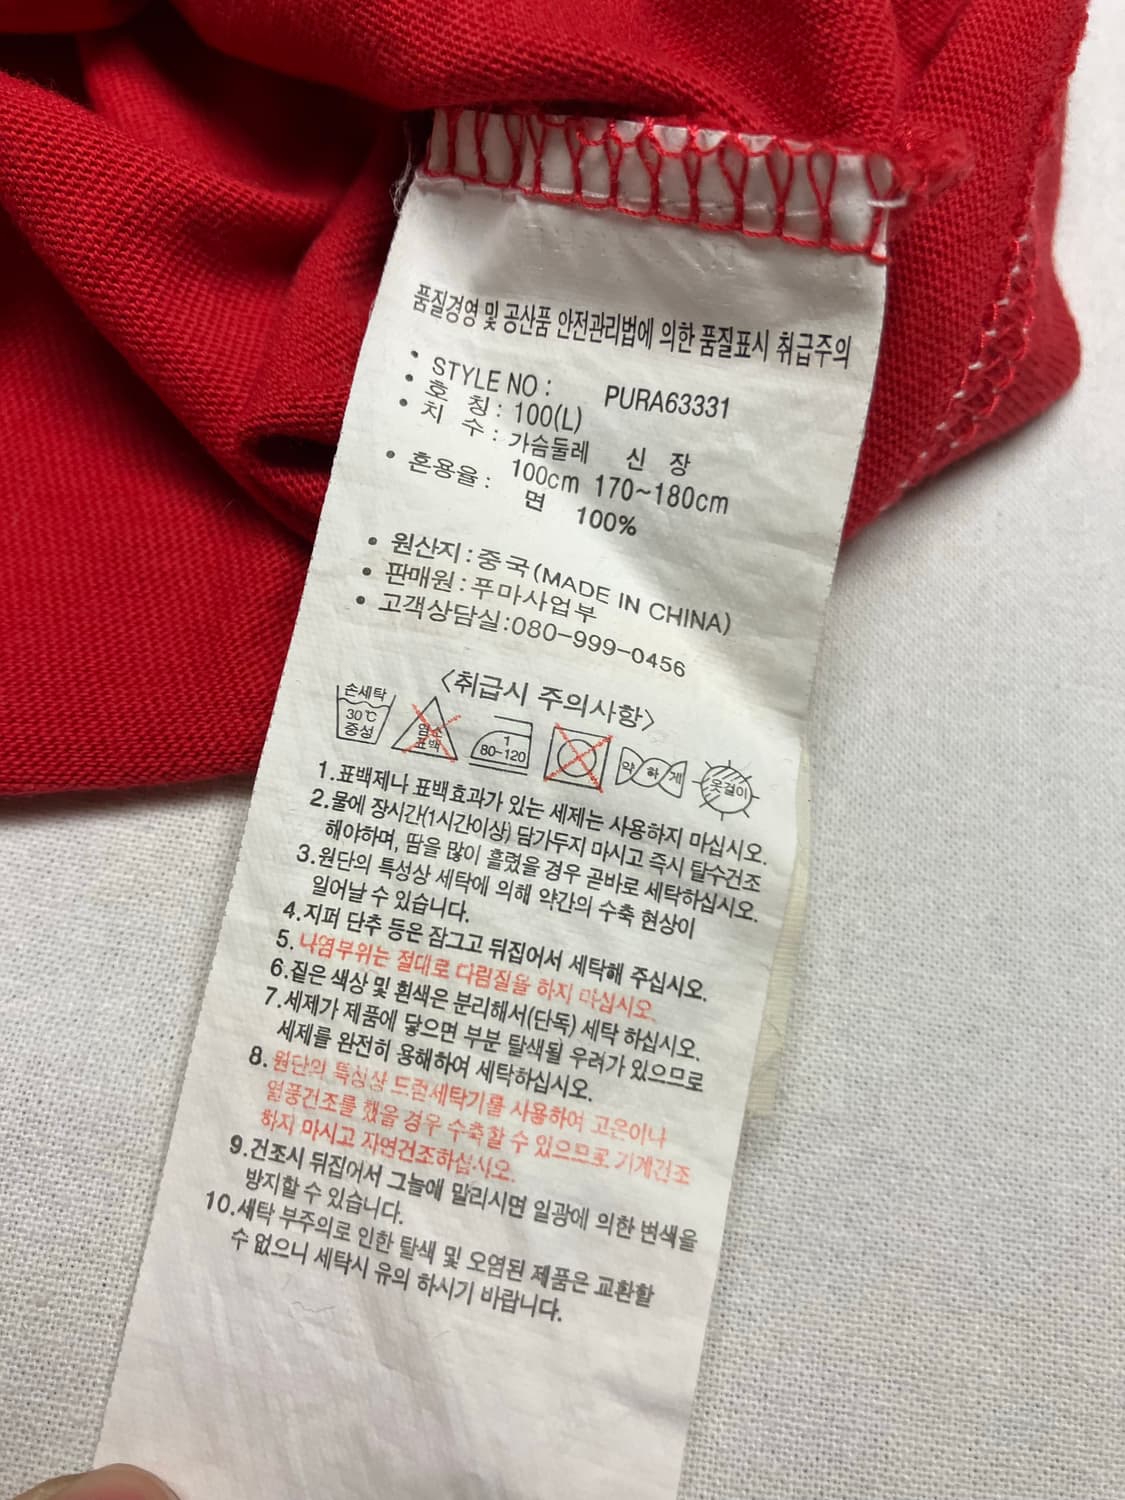 품질경영 및 공산품 안전관리법에 의한 품질표시 취급주의
• STYLE NO : PURA63331
• 호 칭 : 100(L)
• 치 수 : 가슴둘레 신 장
100cm 170~180cm
• 혼용율 : 면 100%
• 원산지 : 중국(MADE IN CHINA)
• 판매원 : 푸마사업부
• 고객상담실:080-999-0456
<취급시 주의사항>
손세탁 30℃ 중성
염소 표백
1 80-120
약하게
옷걸이
1.표백제나 표백효과가 있는 세제는 사용하지 마십시오.
2.물에 장시간(1시간이상) 담가두지 마시고 즉시 탈수건조
해야하며, 땀을 많이 흘렸을 경우 곧바로 세탁하십시오.
3.원단의 특성상 세탁에 의해 약간의 수축 현상이
일어날 수 있습니다.
4.지퍼 단추 등은 잠그고 뒤집어서 세탁해 주십시오.
5.나염부위는 절대로 다림질을 하지 마십시오.
6.짙은 색상 및 흰색은 분리해서(단독) 세탁 하십시오.
7.세제가 제품에 닿으면 부분 탈색될 우려가 있으므로
세제를 완전히 용해하여 세탁하십시오.
8.원단의 특성상 드럼세탁기를 사용하여 고온이나
열풍건조를 했을 경우 수축할 수 있으므로 기계건조
하지 마시고 자연건조하십시오.
9.건조시 뒤집어서 그늘에 말리시면 일광에 의한 변색을
방지할 수 있습니다.
10.세탁 부주의로 인한 탈색 및 오염된 제품은 교환할
수 없으니 세탁시 유의 하시기 바랍니다.